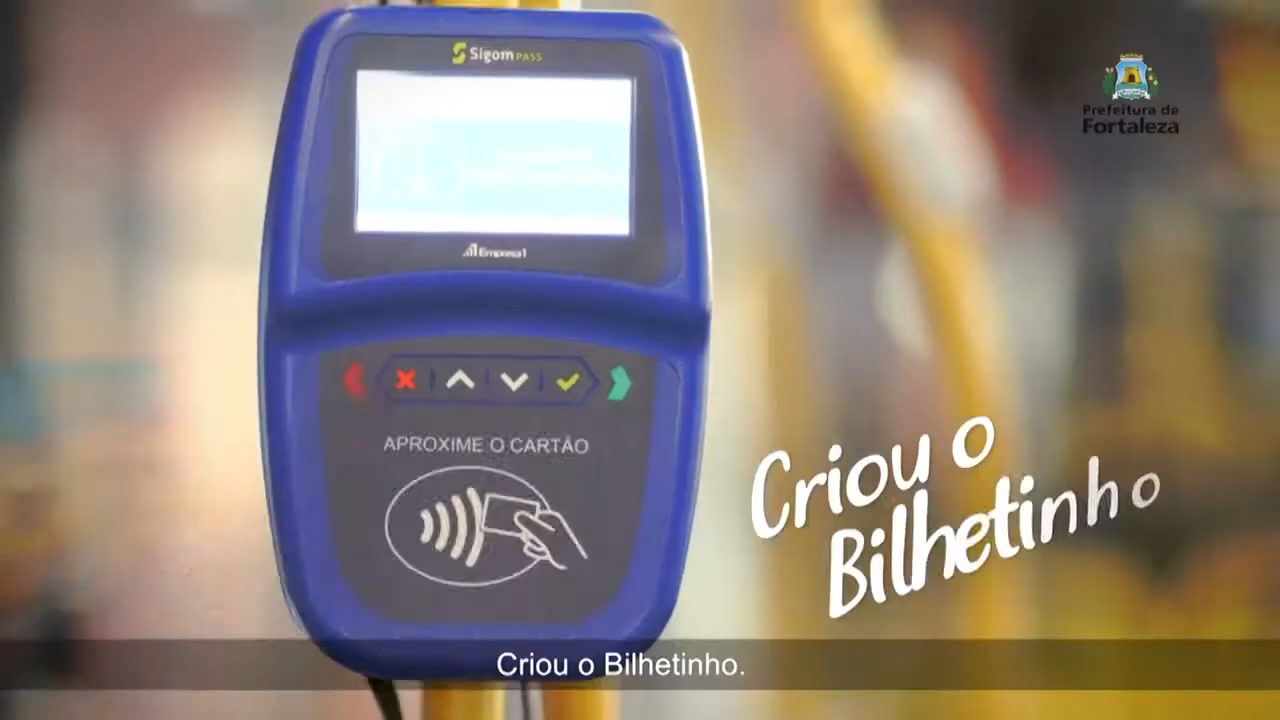 Sigom PASS
Prefeitura de
Fortaleza
Empresa1
APROXIME O CARTÃO
Criou o
Bilhetinho
Criou o Bilhetinho.